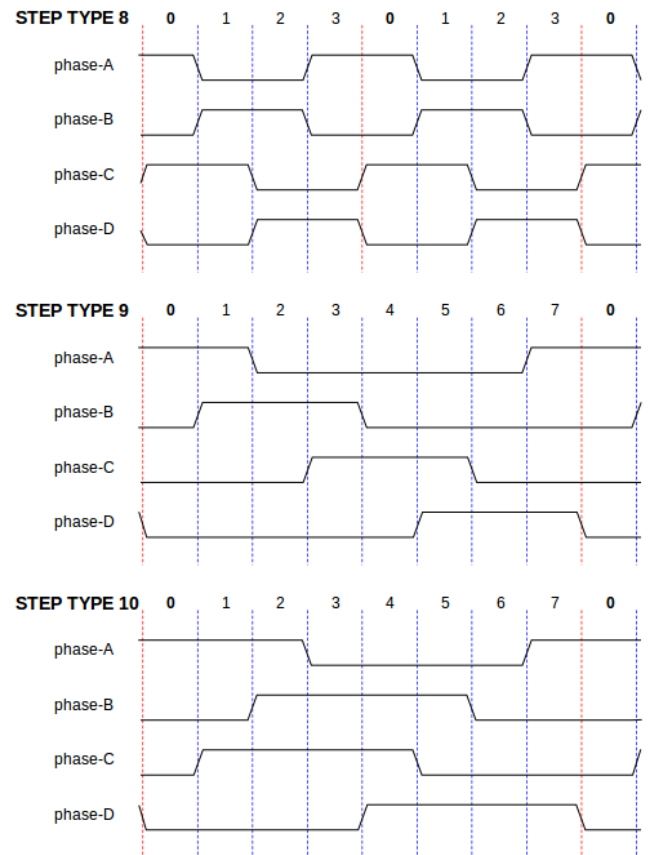 STEP TYPE 8 0 1 2 3 0 1 2 3 0
phase-A
phase-B
phase-C
phase-D
STEP TYPE 9 0 1 2 3 4 5 6 7 0
phase-A
phase-B
phase-C
phase-D
STEP TYPE 10 0 1 2 3 4 5 6 7 0
phase-A
phase-B
phase-C
phase-D